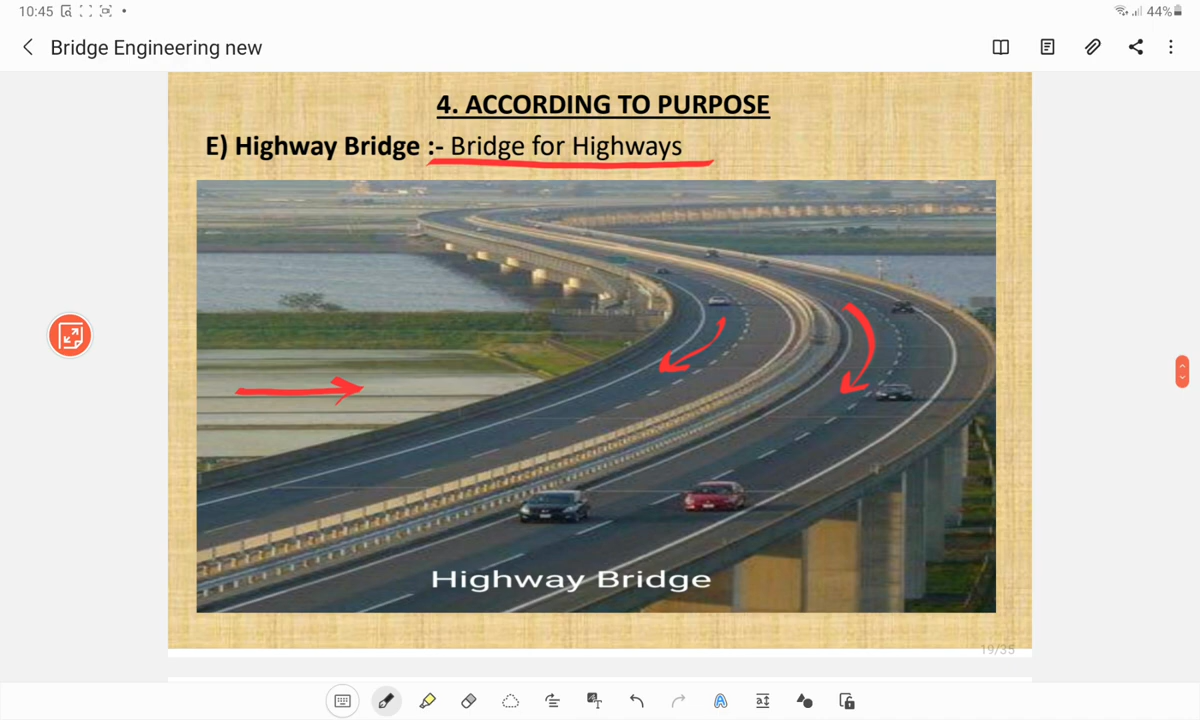 10:45
44%
Bridge Engineering new
4. ACCORDING TO PURPOSE
E) Highway Bridge :- Bridge for Highways
Highway Bridge
19/35